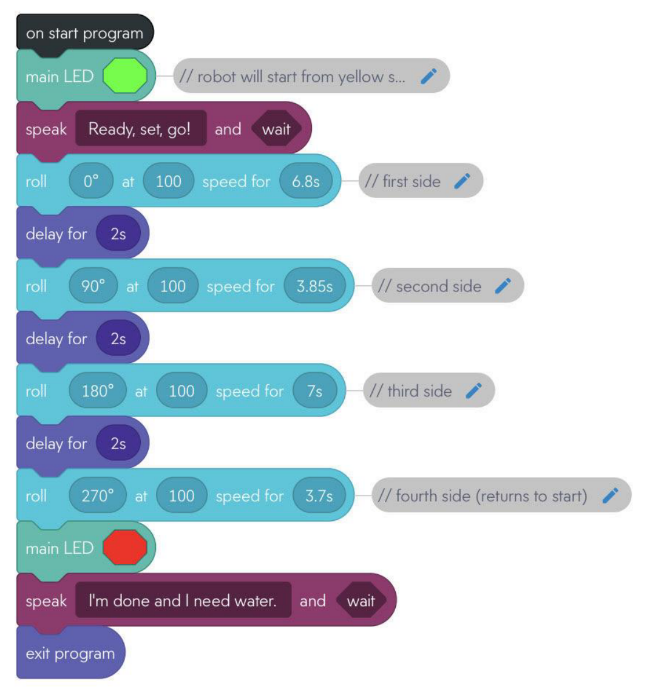 on start program
main LED // robot will start from yellow s...
speak Ready, set, go! and wait
roll 0° at 100 speed for 6.8s // first side
delay for 2s
roll 90° at 100 speed for 3.85s // second side
delay for 2s
roll 180° at 100 speed for 7s // third side
delay for 2s
roll 270° at 100 speed for 3.7s // fourth side (returns to start)
main LED
speak I'm done and I need water. and wait
exit program